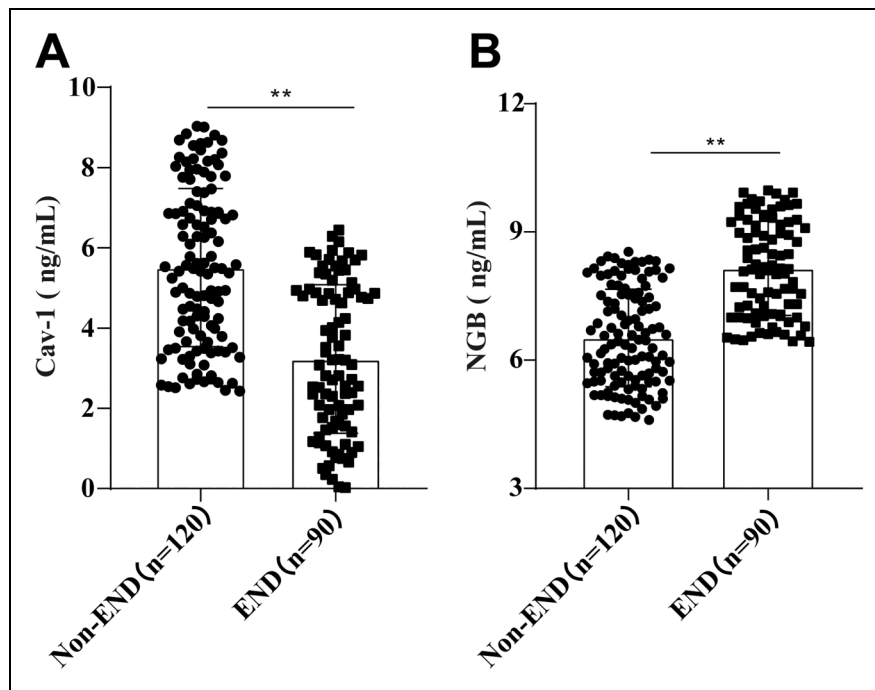 A
10
8
6
4
2
0
Cav-1 ( ng/mL)
**
Non-END(n=120)
END(n=90)
B
12
9
6
3
NGB ( ng/mL)
**
Non-END(n=120)
END(n=90)